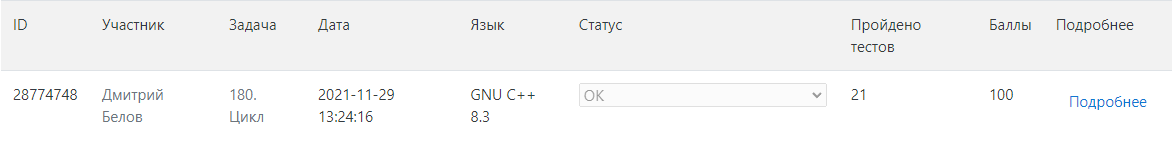 ID Участник Задача Дата Язык Статус Пройдено тестов Баллы Подробнее
28774748 Дмитрий Белов 180. Цикл 2021-11-29 13:24:16 GNU C++ 8.3 OK 21 100 Подробнее